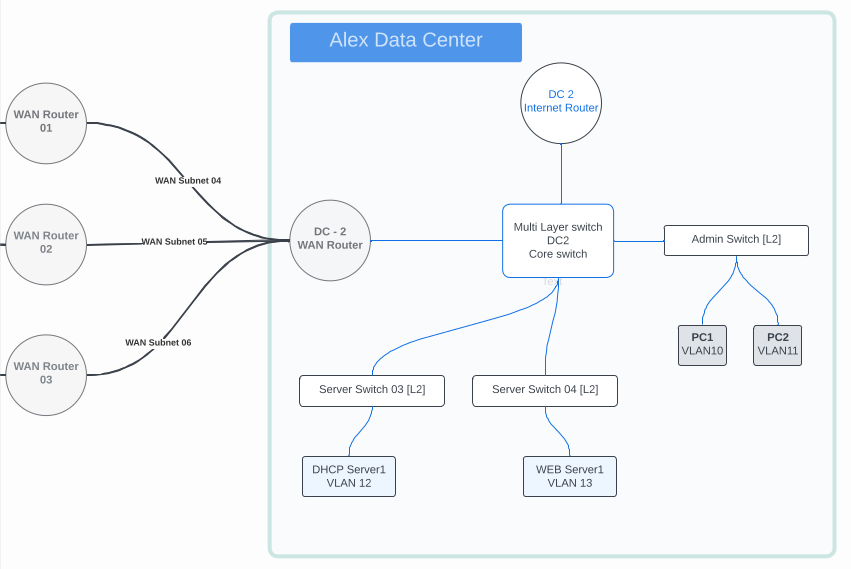 Alex Data Center
DC 2
Internet Router
WAN Router
01
WAN Subnet 04
DC - 2
WAN Router
WAN Router
02
WAN Subnet 05
Multi Layer switch
DC2
Core switch
Text
Admin Switch [L2]
PC1
VLAN10
PC2
VLAN11
WAN Subnet 06
WAN Router
03
Server Switch 03 [L2]
Server Switch 04 [L2]
DHCP Server1
VLAN 12
WEB Server1
VLAN 13